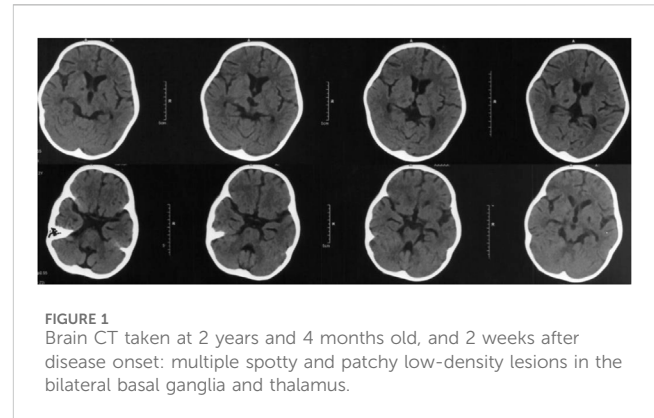 FIGURE 1
Brain CT taken at 2 years and 4 months old, and 2 weeks after
disease onset: multiple spotty and patchy low-density lesions in the
bilateral basal ganglia and thalamus.